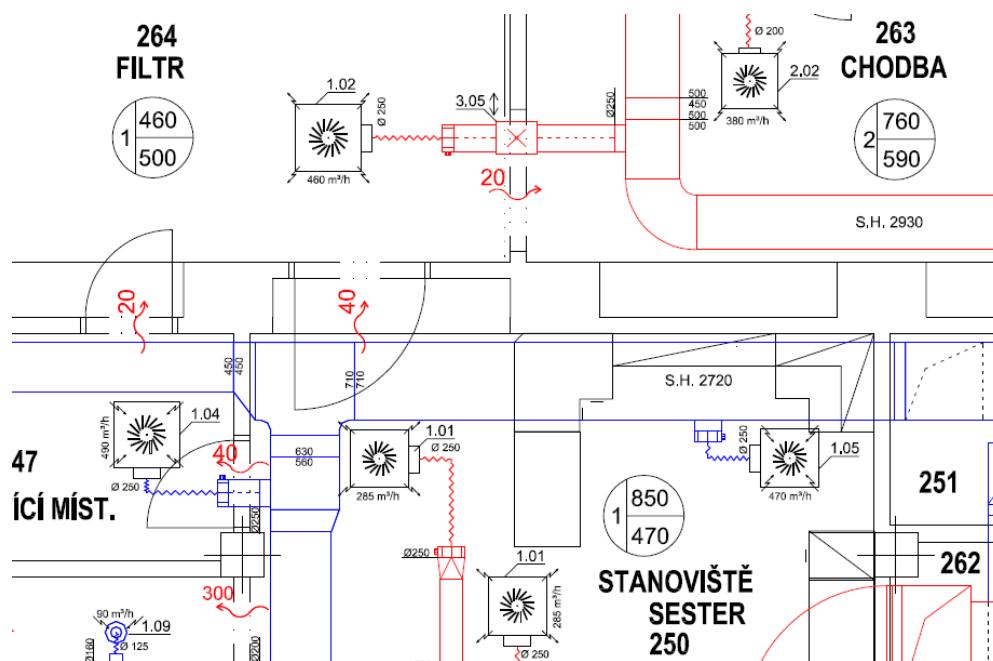 264
FILTR
1
460
500
1.02
Ø 250
460 m³/h
3.05
20
Ø250
500
450
500
500
Ø 200
2.02
380 m³/h
263
CHODBA
2
760
590
S.H. 2930
20
40
450
450
710
710
S.H. 2720
490 m³/h
1.04
Ø 250
47
ÍCÍ MÍST.
40
630
560
1.01
Ø 250
285 m³/h
Ø 250
1.05
470 m³/h
251
1
850
470
Ø250
Ø250
262
1.01
285 m³/h
Ø 250
STANOVIŠTĚ
SESTER
250
300
90 m³/h
1.09
Ø 125
Ø160
Ø200